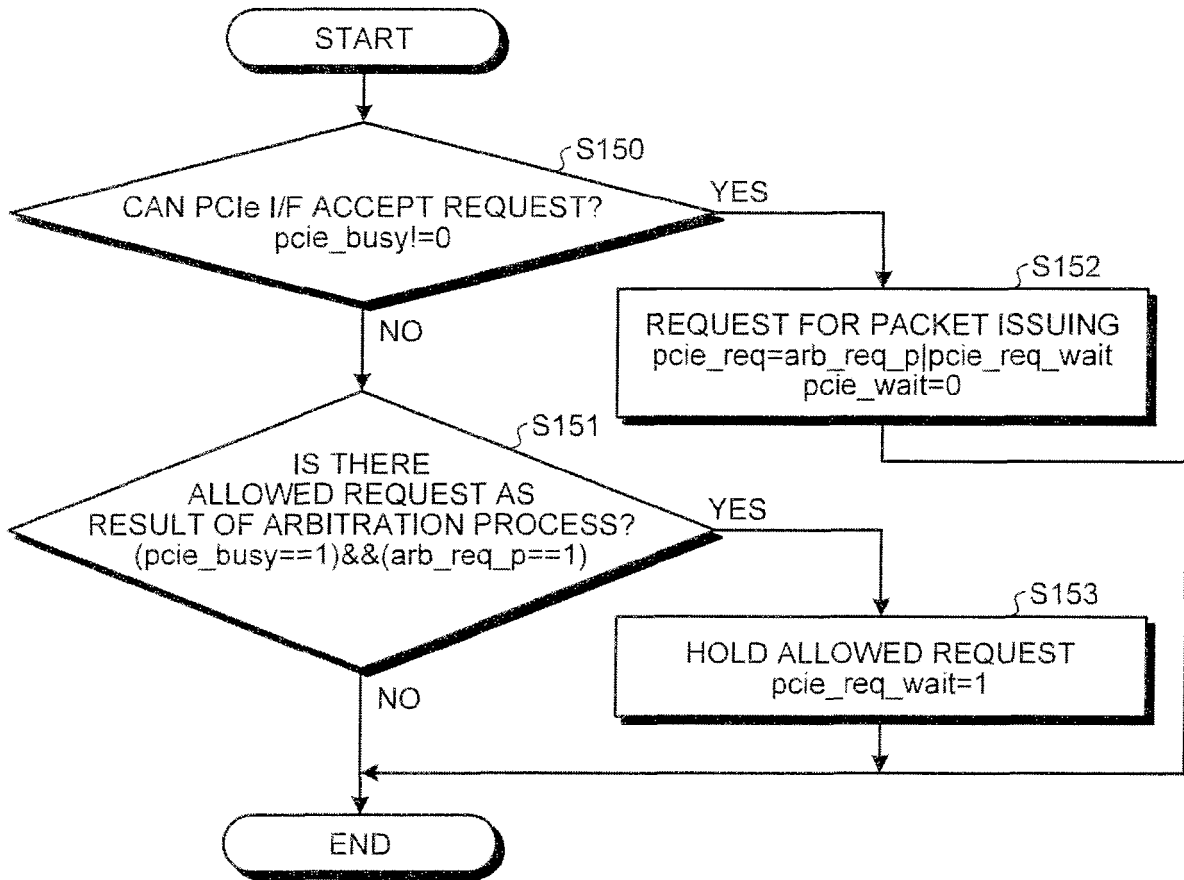 START
S150
CAN PCIe I/F ACCEPT REQUEST?
pcie_busy!=0
YES
NO
S152
REQUEST FOR PACKET ISSUING
pcie_req=arb_req_p|pcie_req_wait
pcie_wait=0
S151
IS THERE
ALLOWED REQUEST AS
RESULT OF ARBITRATION PROCESS?
(pcie_busy==1)&&(arb_req_p==1)
YES
NO
S153
HOLD ALLOWED REQUEST
pcie_req_wait=1
END